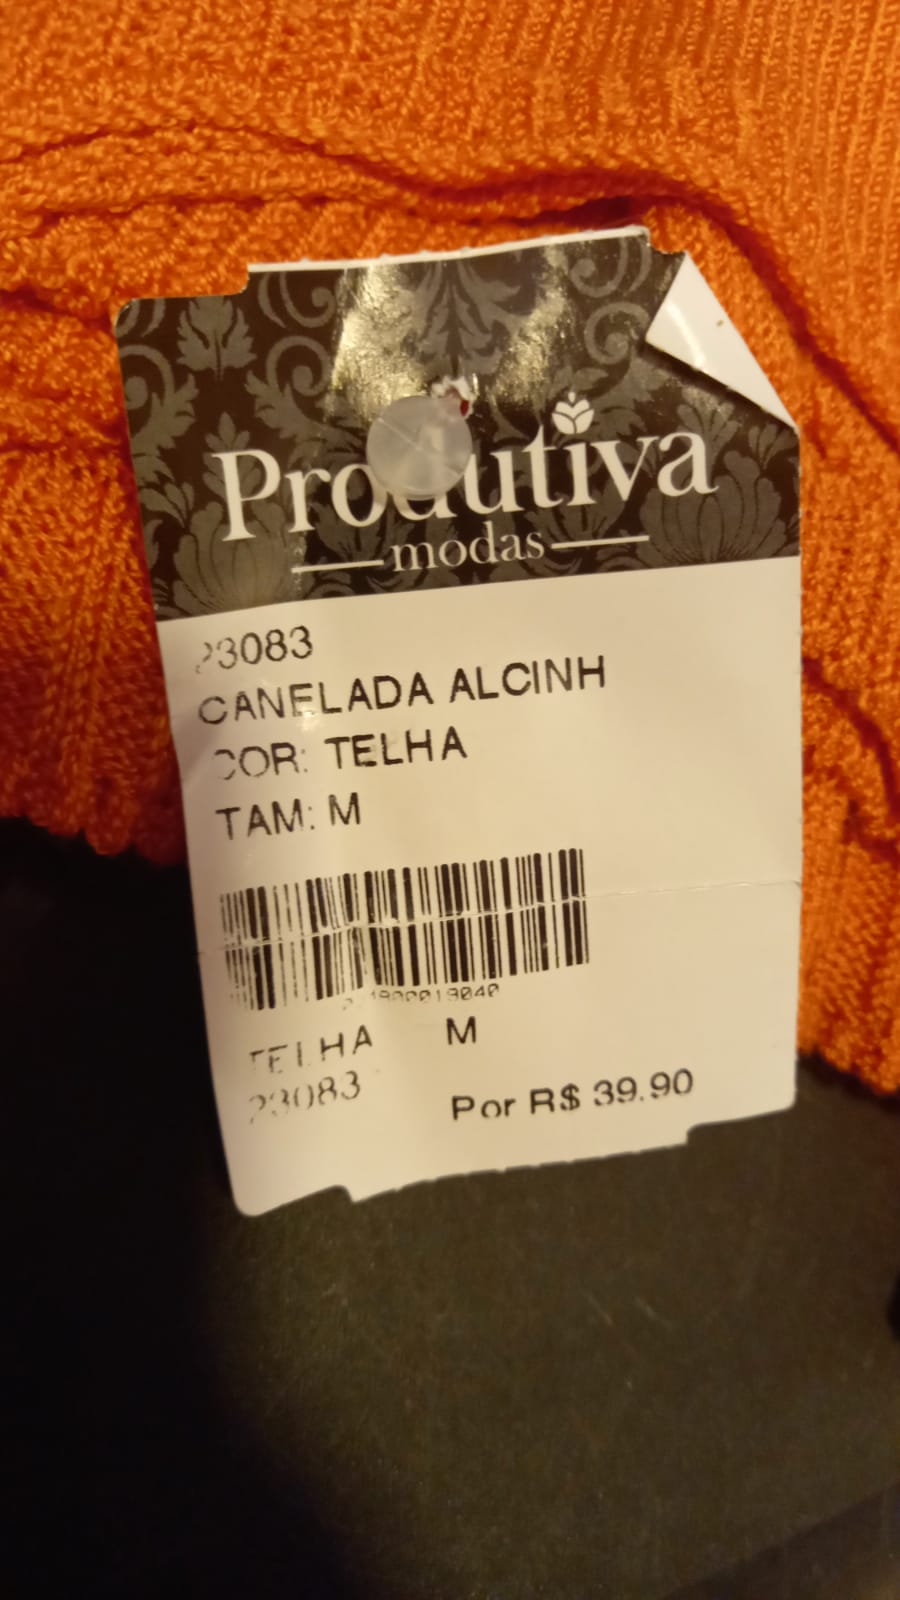 Produtiva
modas
23083
CANELADA ALCINH
COR: TELHA
TAM: M
TELHA M
23083 Por R$ 39.90